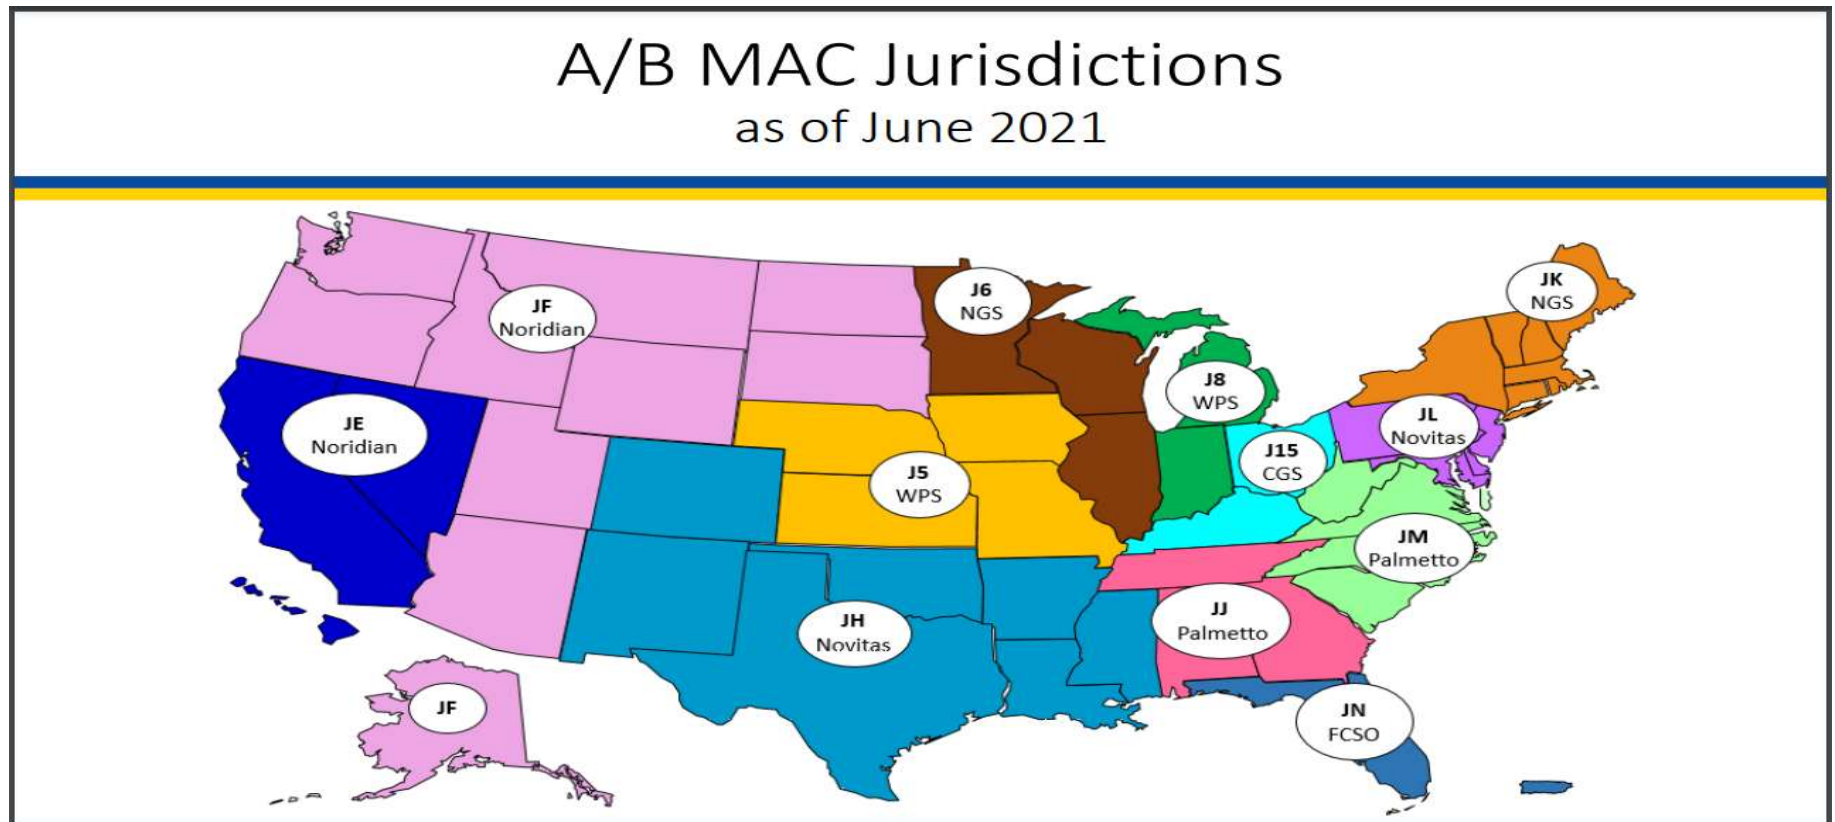 A/B MAC Jurisdictions
as of June 2021
JF
Noridian
J6
NGS
JK
NGS
J8
WPS
JE
Noridian
JL
Novitas
J15
CGS
J5
WPS
JM
Palmetto
JJ
Palmetto
JH
Novitas
JF
JN
FCSO